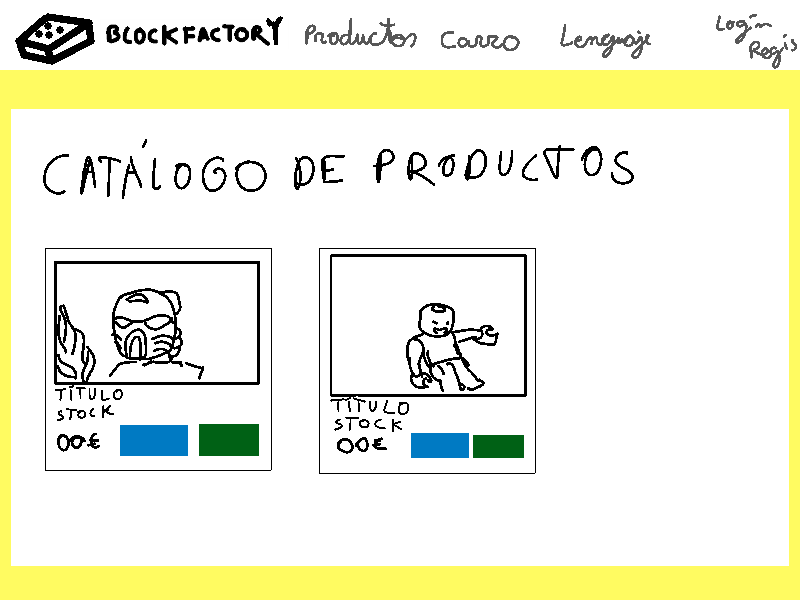 BLOCKFACTORY Productos Carro Lenguaje Login
Regis
CATÁLOGO DE PRODUCTOS
TÍTULO
STOCK
00€
TÍTULO
STOCK
00€